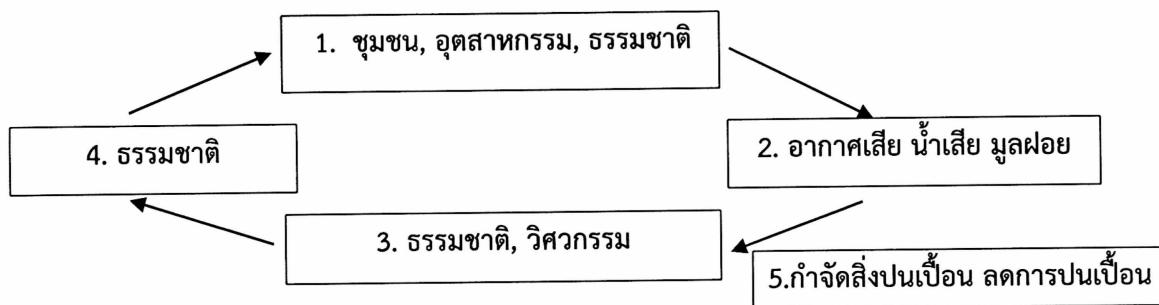 1. ชุมชน, อุตสาหกรรม, ธรรมชาติ
4. ธรรมชาติ
2. อากาศเสีย น้ำเสีย มูลฝอย
3. ธรรมชาติ, วิศวกรรม
5.กำจัดสิ่งปนเปื้อน ลดการปนเปื้อน